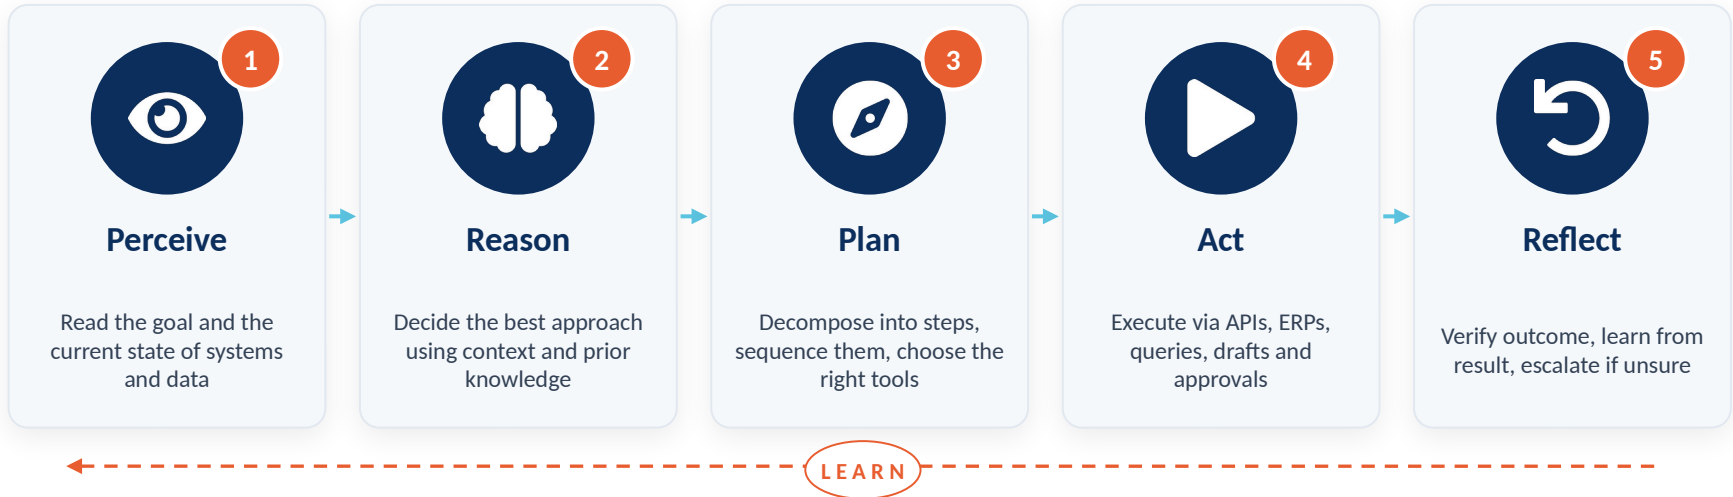 1
Perceive
Read the goal and the
current state of systems
and data
2
Reason
Decide the best approach
using context and prior
knowledge
3
Plan
Decompose into steps,
sequence them, choose the
right tools
4
Act
Execute via APIs, ERPs,
queries, drafts and
approvals
5
Reflect
Verify outcome, learn from
result, escalate if unsure
LEARN